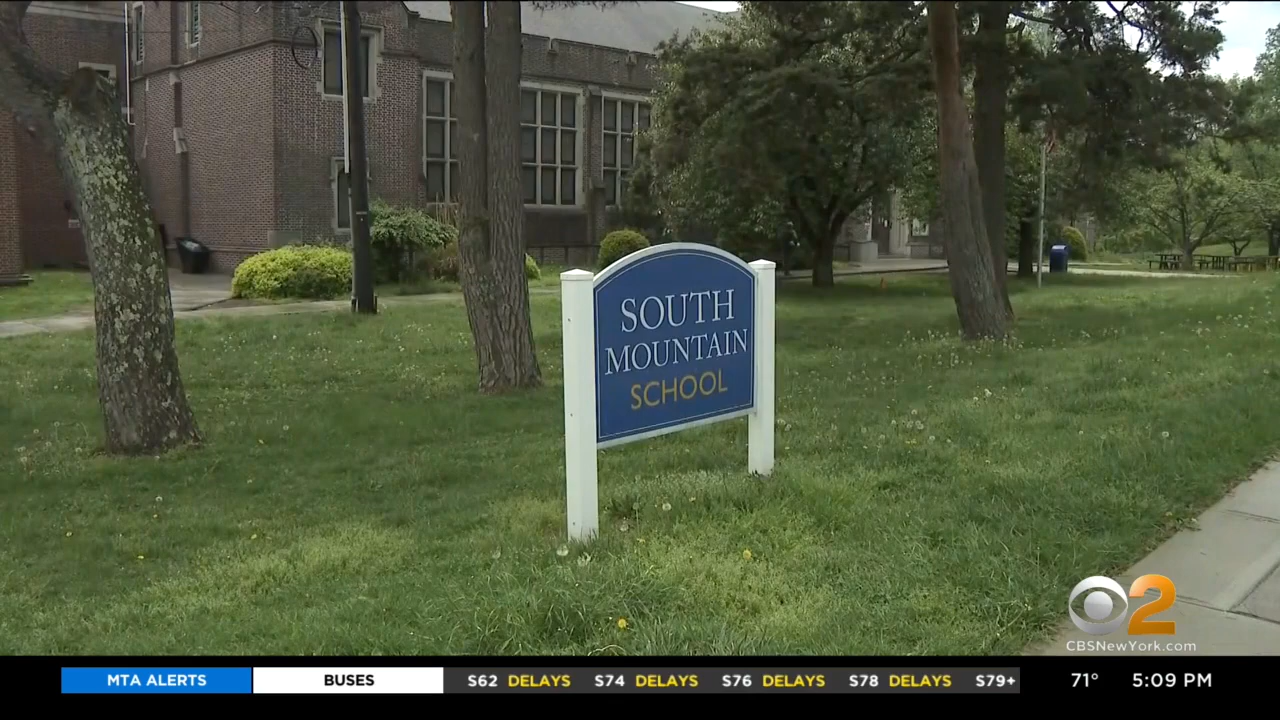 SOUTH
MOUNTAIN
SCHOOL
2
CBSNewYork.com
MTA ALERTS BUSES S62 DELAYS S74 DELAYS S76 DELAYS S78 DELAYS S79+ 71° 5:09 PM